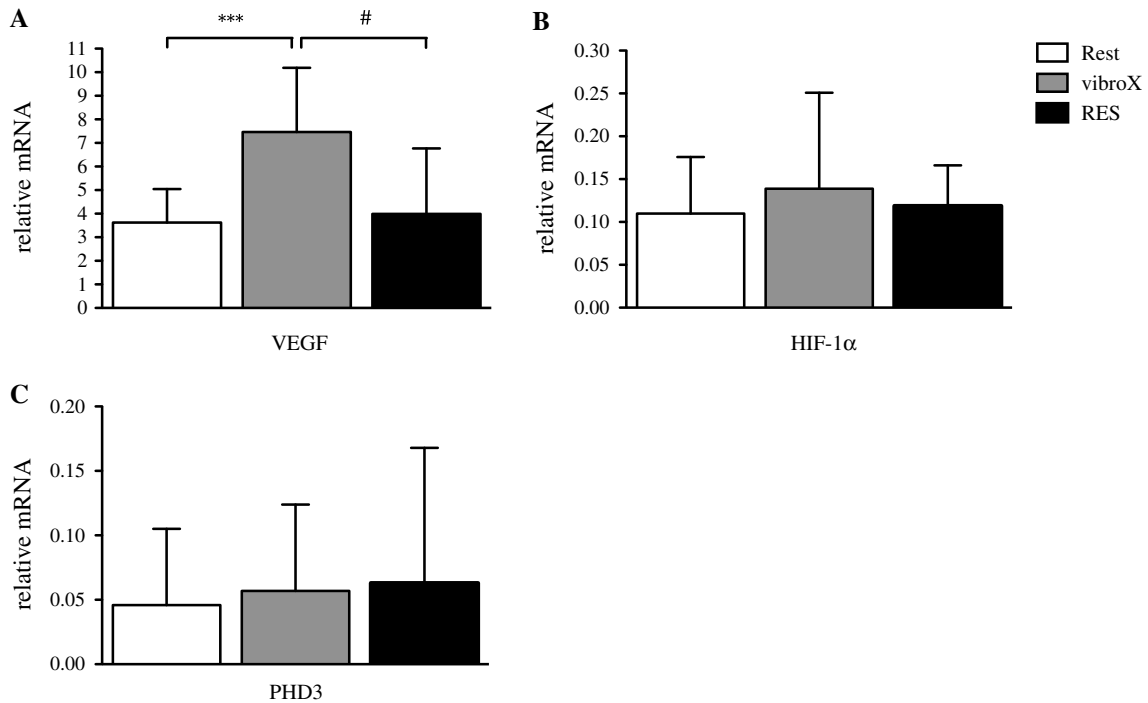 A
*** #
relative mRNA
11
10
9
8
7
6
5
4
3
2
1
0
VEGF
B
relative mRNA
0.30
0.25
0.20
0.15
0.10
0.05
0.00
HIF-1α
Rest
vibroX
RES
C
relative mRNA
0.20
0.15
0.10
0.05
0.00
PHD3